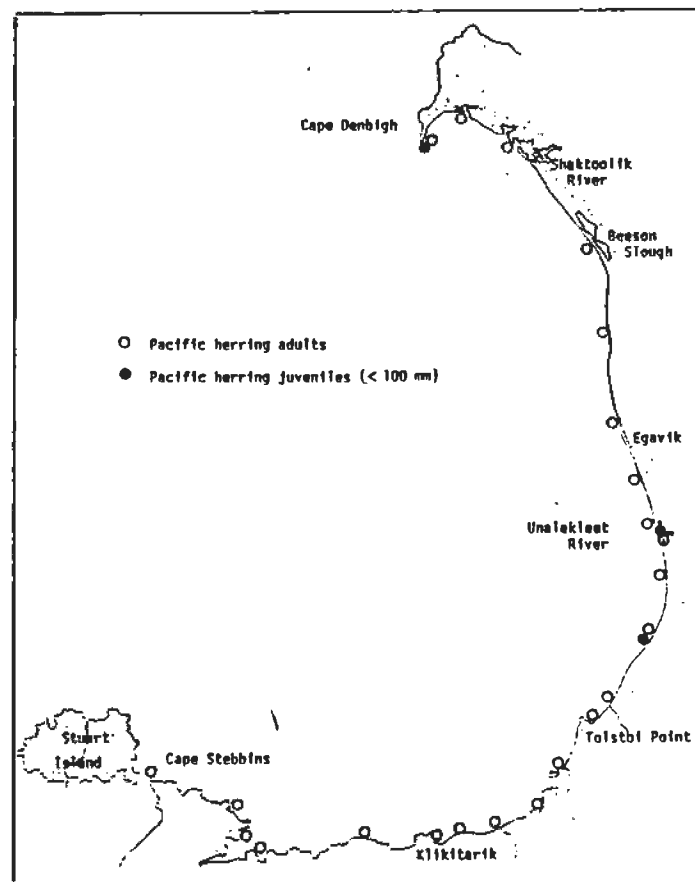 Cape Denbigh
Shaktoolik
River
Beeson
Slough
Pacific herring adults
Pacific herring juveniles (< 100 mm)
Egavik
Unalakleet
River
Tolstoi Point
Stuart
Island
Cape Stebbins
Klikitarik